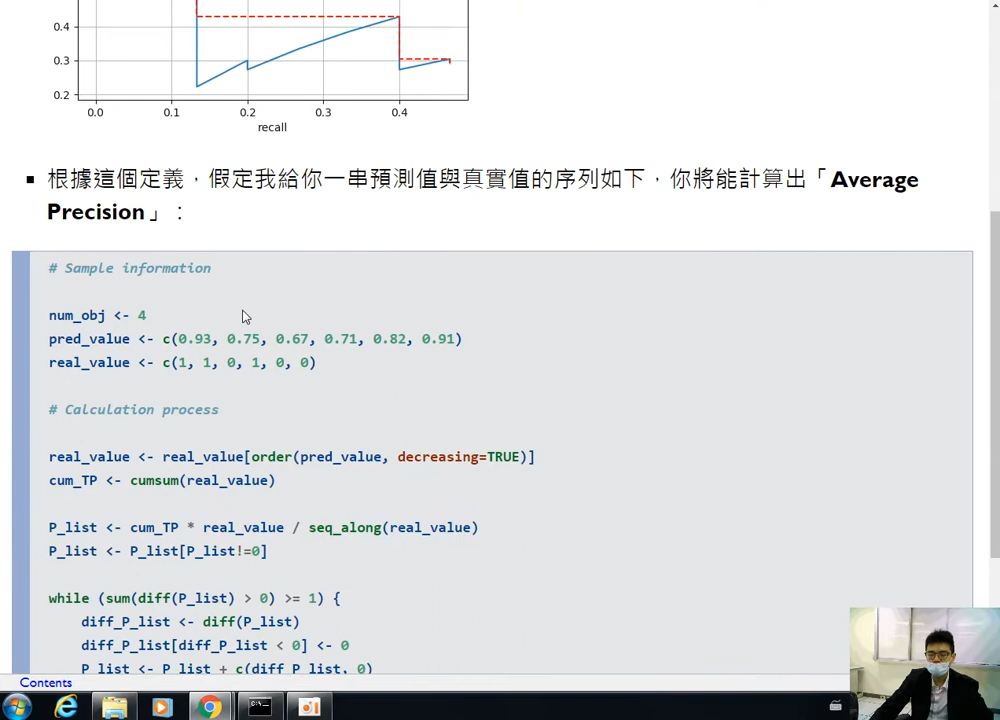 0.4
0.3
0.2
0.0 0.1 0.2 0.3 0.4
recall
根據這個定義，假定我給你一串預測值與真實值的序列如下，你將能計算出「Average
Precision」：
# Sample information
num_obj <- 4
pred_value <- c(0.93, 0.75, 0.67, 0.71, 0.82, 0.91)
real_value <- c(1, 1, 0, 1, 0, 0)
# Calculation process
real_value <- real_value[order(pred_value, decreasing=TRUE)]
cum_TP <- cumsum(real_value)
P_list <- cum_TP * real_value / seq_along(real_value)
P_list <- P_list[P_list!=0]
while (sum(diff(P_list) > 0) >= 1) {
diff_P_list <- diff(P_list)
diff_P_list[diff_P_list < 0] <- 0
P_list <- P_list + c(diff_P_list, 0)
Contents